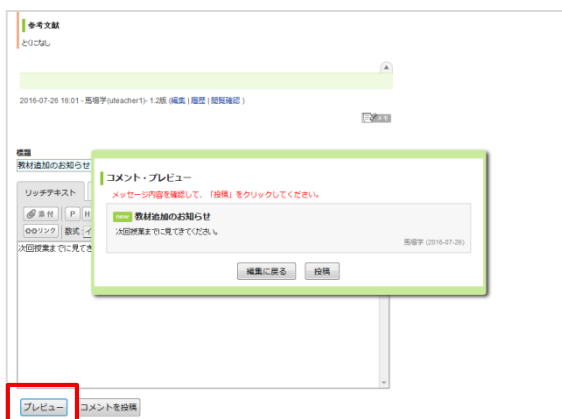 参考文献
とくになし
2016-07-26 16:01 - 馬場学(uteacher1)- 1.2版 (編集 | 履歴 | 閲覧確認 )
メモ
標題
教材追加のお知らせ
リッチテキスト
添付 P H
リンク 数式: イ
次回授業までに見てき
コメント・プレビュー
メッセージ内容を確認して、「投稿」をクリックしてください。
new 教材追加のお知らせ
次回授業までに見てきてください。
馬場学 (2016-07-26)
編集に戻る 投稿
プレビュー コメントを投稿